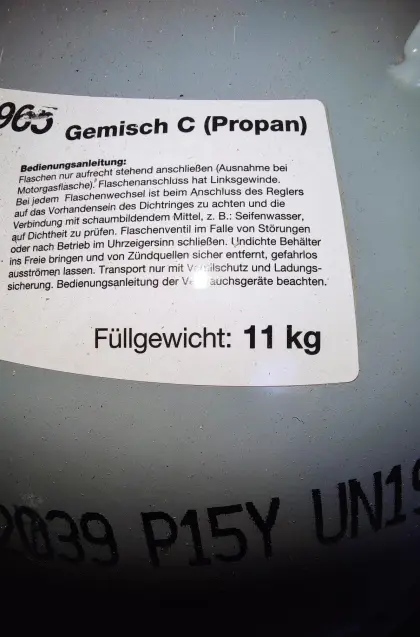 965 Gemisch C (Propan)
Bedienungsanleitung:
Flaschen nur aufrecht stehend anschließen (Ausnahme bei
Motorgasflasche). Flaschenanschluss hat Linksgewinde.
Bei jedem Flaschenwechsel ist beim Anschluss des Reglers
auf das Vorhandensein des Dichtringes zu achten und die
Verbindung mit schaumbildendem Mittel, z. B.: Seifenwasser,
auf Dichtheit zu prüfen. Flaschenventil im Falle von Störungen
oder nach Betrieb im Uhrzeigersinn schließen. Undichte Behälter
ins Freie bringen und von Zündquellen sicher entfernt, gefahrlos
ausströmen lassen. Transport nur mit Ventilschutz und Ladungs-
sicherung. Bedienungsanleitung der Verbrauchsgeräte beachten.
Füllgewicht: 11 kg
2039 P15Y UN19